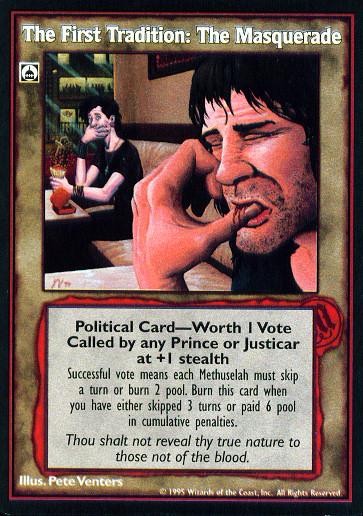 The First Tradition: The Masquerade
Political Card—Worth 1 Vote
Called by any Prince or Justicar
at +1 stealth
Successful vote means each Methuselah must skip
a turn or burn 2 pool. Burn this card when
you have either skipped 3 turns or paid 6 pool
in cumulative penalties.
Thou shalt not reveal thy true nature to
those not of the blood.
Illus. Pete Venters
© 1995 Wizards of the Coast, Inc. All Rights Reserved.